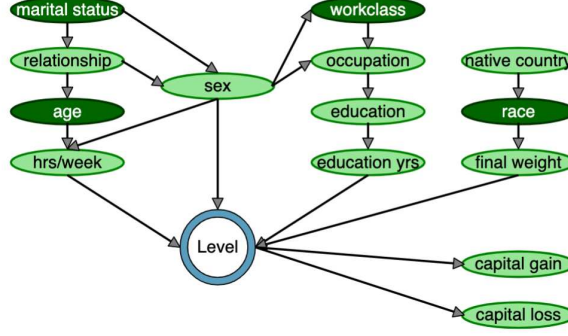 marital status
workclass
relationship
sex
occupation
native country
age
education
race
hrs/week
education yrs
final weight
Level
capital gain
capital loss